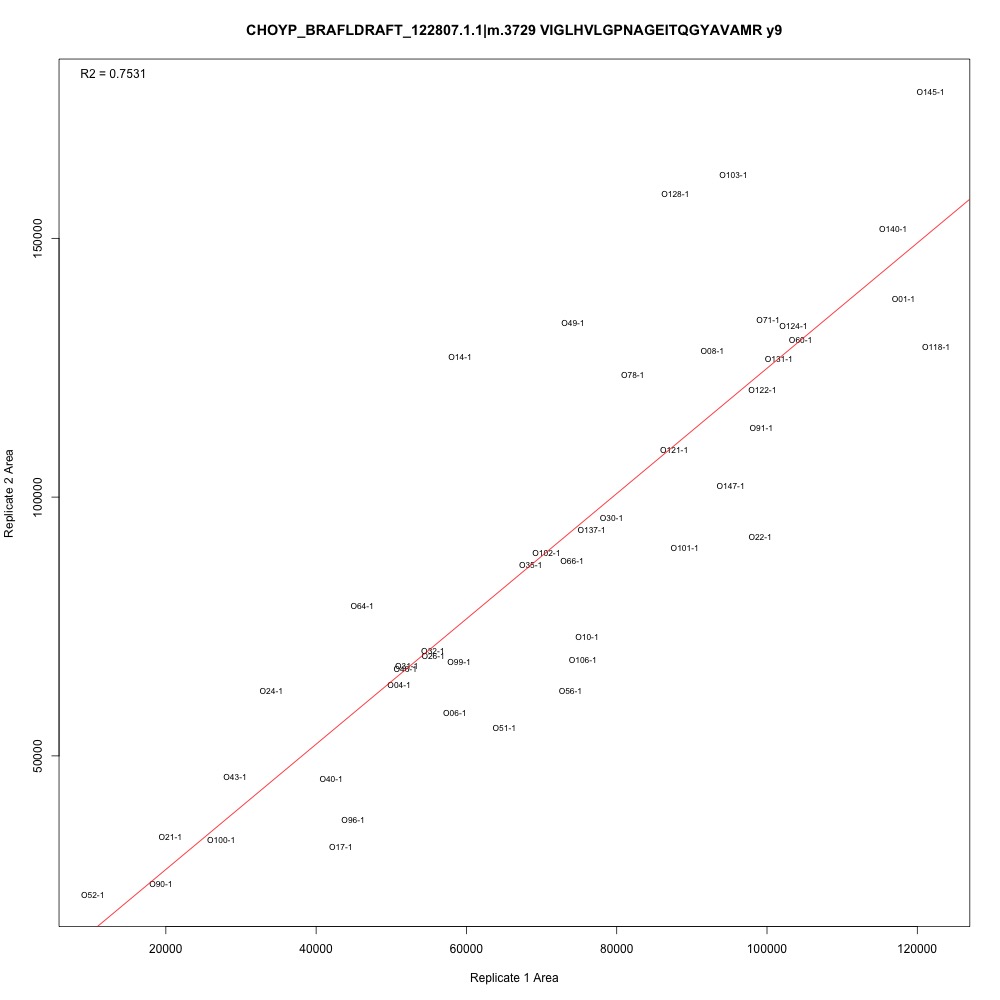 CHOYP_BRAFLDRAFT_122807.1.1|m.3729 VIGLHVLGPNAGEITQGYAVAMR y9
R2 = 0.7531
O145-1
O103-1
O128-1
O140-1
O01-1
O71-1
O49-1
O124-1
O60-1
O118-1
O08-1
O14-1
O131-1
O78-1
O122-1
O91-1
O121-1
O147-1
O30-1
O137-1
O22-1
O101-1
O102-1
O66-1
O35-1
O64-1
O10-1
O32-1
O26-1
O106-1
O99-1
O04-1
O24-1
O56-1
O06-1
O51-1
O43-1
O40-1
O96-1
O21-1
O100-1
O17-1
O90-1
O52-1
150000
100000
50000
Replicate 2 Area
20000 40000 60000 80000 100000 120000
Replicate 1 Area